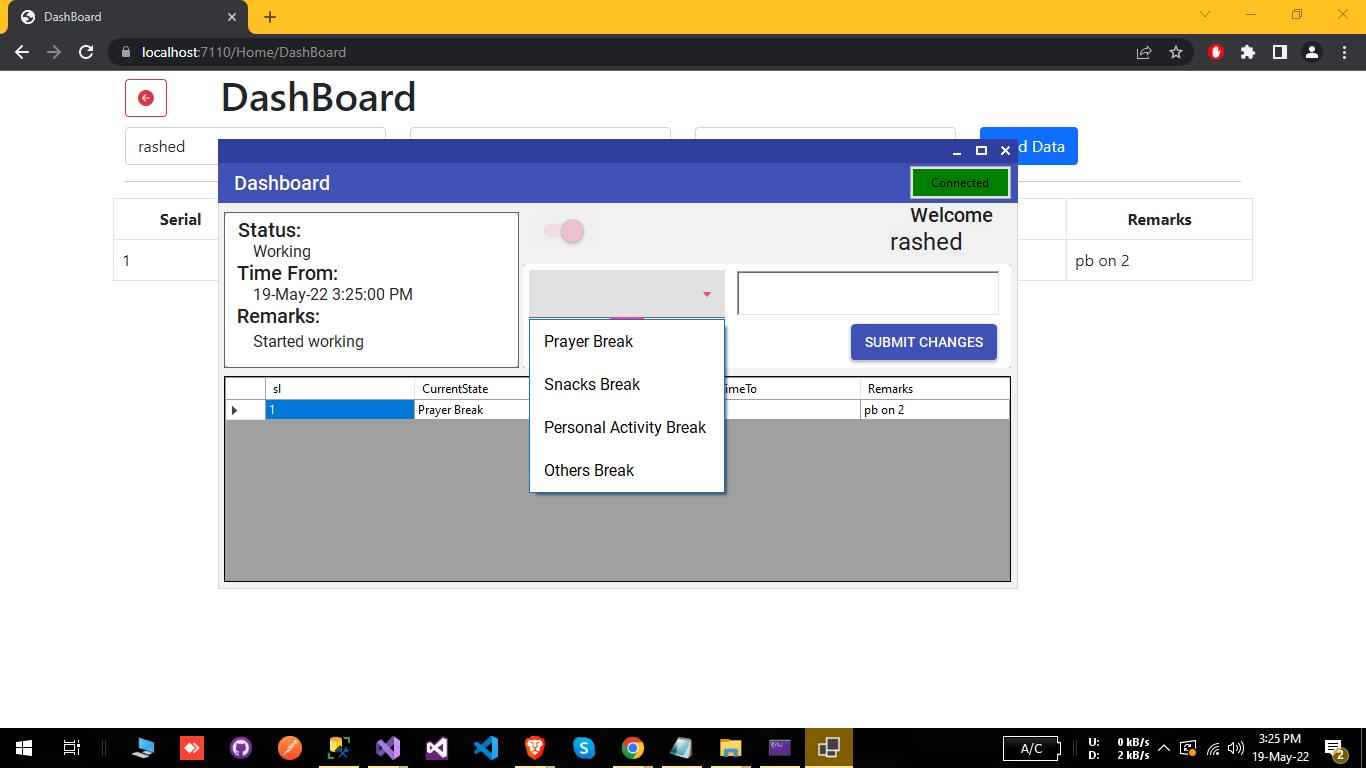 DashBoard
localhost:7110/Home/DashBoard
DashBoard
rashed
d Data
Serial
Remarks
1
pb on 2
Dashboard
Connected
Status:
Working
Time From:
19-May-22 3:25:00 PM
Remarks:
Started working
Welcome
rashed
SUBMIT CHANGES
Prayer Break
Snacks Break
Personal Activity Break
Others Break
sl
CurrentState
imeTo
Remarks
1
Prayer Break
pb on 2
A/C
U: 0 kB/s
D: 2 kB/s
3:25 PM
19-May-22
2